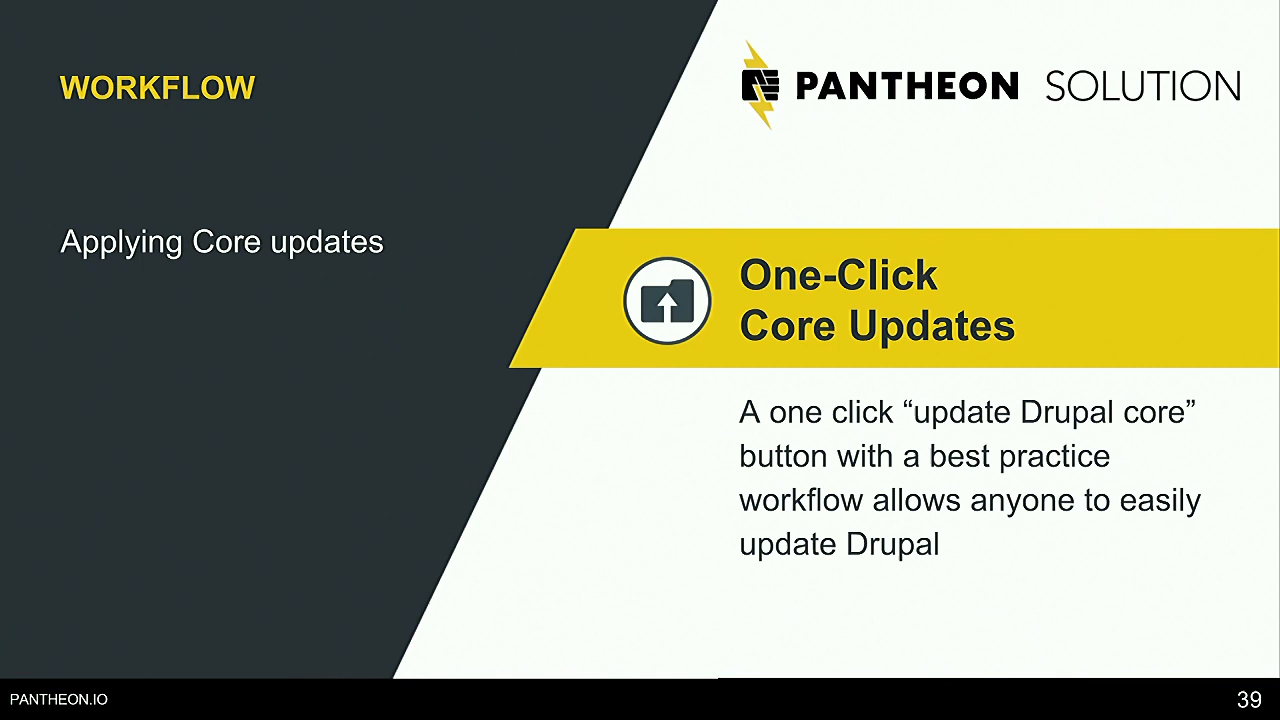 WORKFLOW
PANTHEON SOLUTION
Applying Core updates
One-Click
Core Updates
A one click “update Drupal core”
button with a best practice
workflow allows anyone to easily
update Drupal
PANTHEON.IO
39